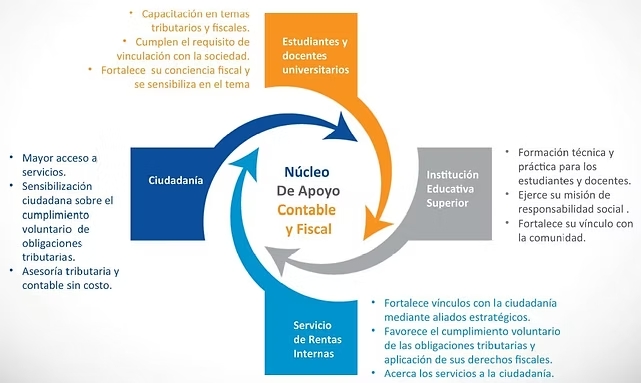 • Capacitación en temas
tributarios y fiscales.
• Cumplen el requisito de
vinculación con la sociedad.
• Fortalece su conciencia fiscal y
se sensibiliza en el tema
Estudiantes y
docentes
universitarios
• Mayor acceso a
servicios.
• Sensibilización
ciudadana sobre el
cumplimiento
voluntario de
obligaciones
tributarias.
• Asesoría tributaria y
contable sin costo.
Ciudadanía
Núcleo
De Apoyo
Contable
y Fiscal
Institución
Educativa
Superior
• Formación técnica y
práctica para los
estudiantes y docentes.
• Ejerce su misión de
responsabilidad social .
• Fortalece su vínculo con
la comunidad.
Servicio
de Rentas
Internas
• Fortalece vínculos con la ciudadanía
mediante aliados estratégicos.
• Favorece el cumplimiento voluntario
de las obligaciones tributarias y
aplicación de sus derechos fiscales.
• Acerca los servicios a la ciudadanía.